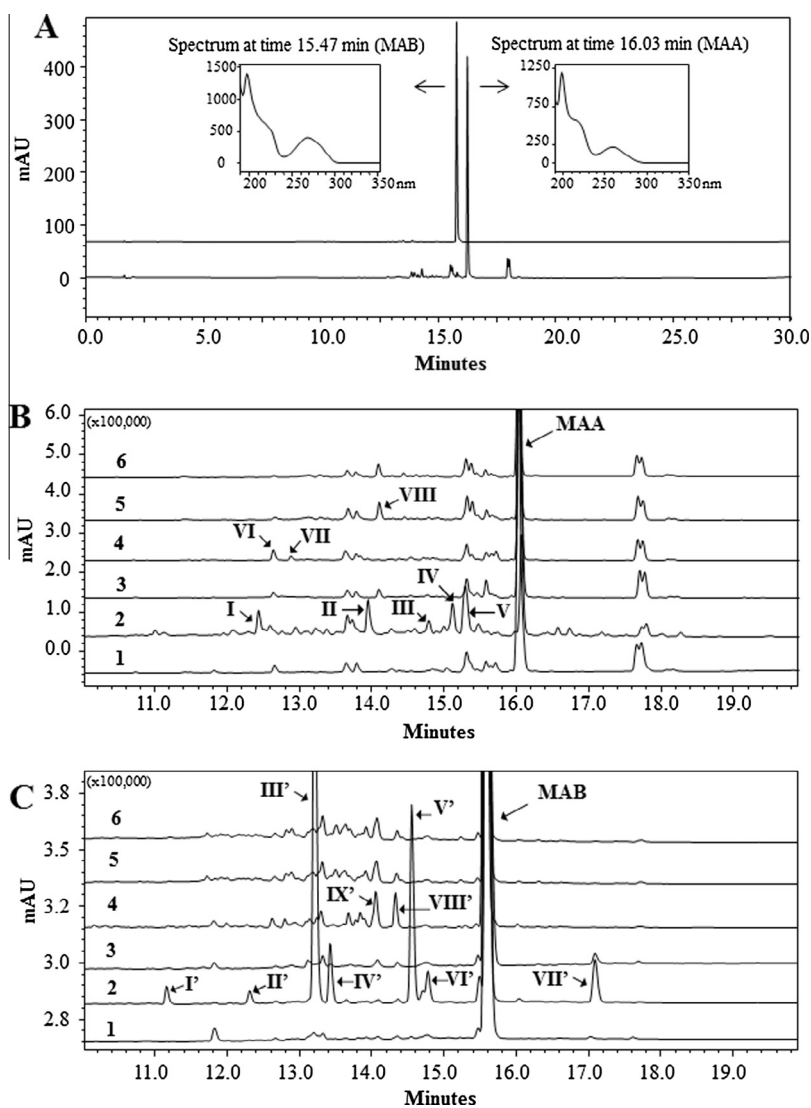 A
Spectrum at time 15.47 min (MAB)
Spectrum at time 16.03 min (MAA)
1500
1000
500
0
200 250 300 350nm
1250
750
250
0
200 250 300 350nm
400
300
200
100
0
mAU
0.0 5.0 10.0 15.0 20.0 25.0 30.0
Minutes
B
(x100,000)
6.0
5.0
4.0
3.0
2.0
1.0
0.0
mAU
MAA
6
5
VIII
4
VI
VII
3
IV
2
I
II
III
V
1
11.0 12.0 13.0 14.0 15.0 16.0 17.0 18.0 19.0
Minutes
C
(x100,000)
3.8
3.5
3.2
3.0
2.8
mAU
III'
V'
MAB
6
5
4
IX'
VIII'
3
2
I'
II'
IV'
VI'
VII'
1
11.0 12.0 13.0 14.0 15.0 16.0 17.0 18.0 19.0
Minutes